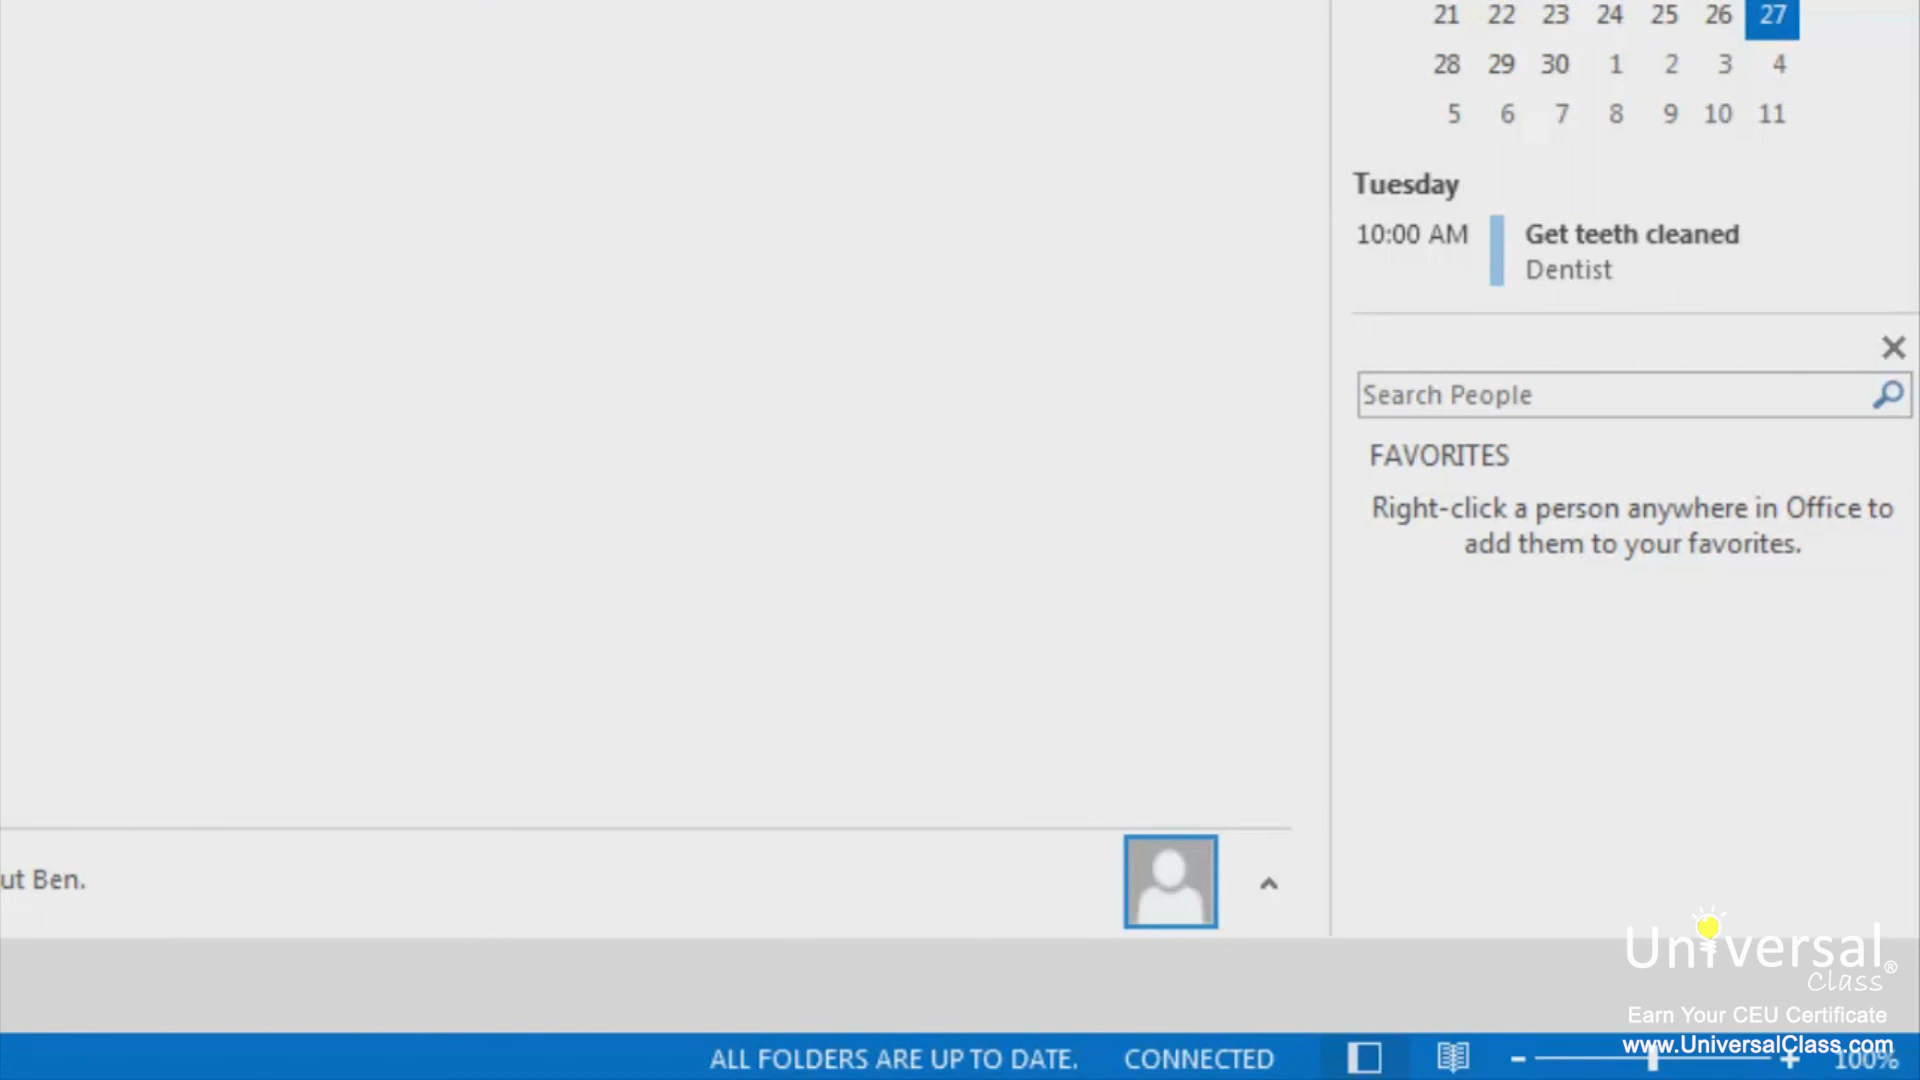 21 22 23 24 25 26 27
28 29 30 1 2 3 4
5 6 7 8 9 10 11
Tuesday
10:00 AM Get teeth cleaned
Dentist
Search People
FAVORITES
Right-click a person anywhere in Office to
add them to your favorites.
ut Ben.
Universal®
Class
Earn Your CEU Certificate
www.UniversalClass.com
ALL FOLDERS ARE UP TO DATE. CONNECTED 100%